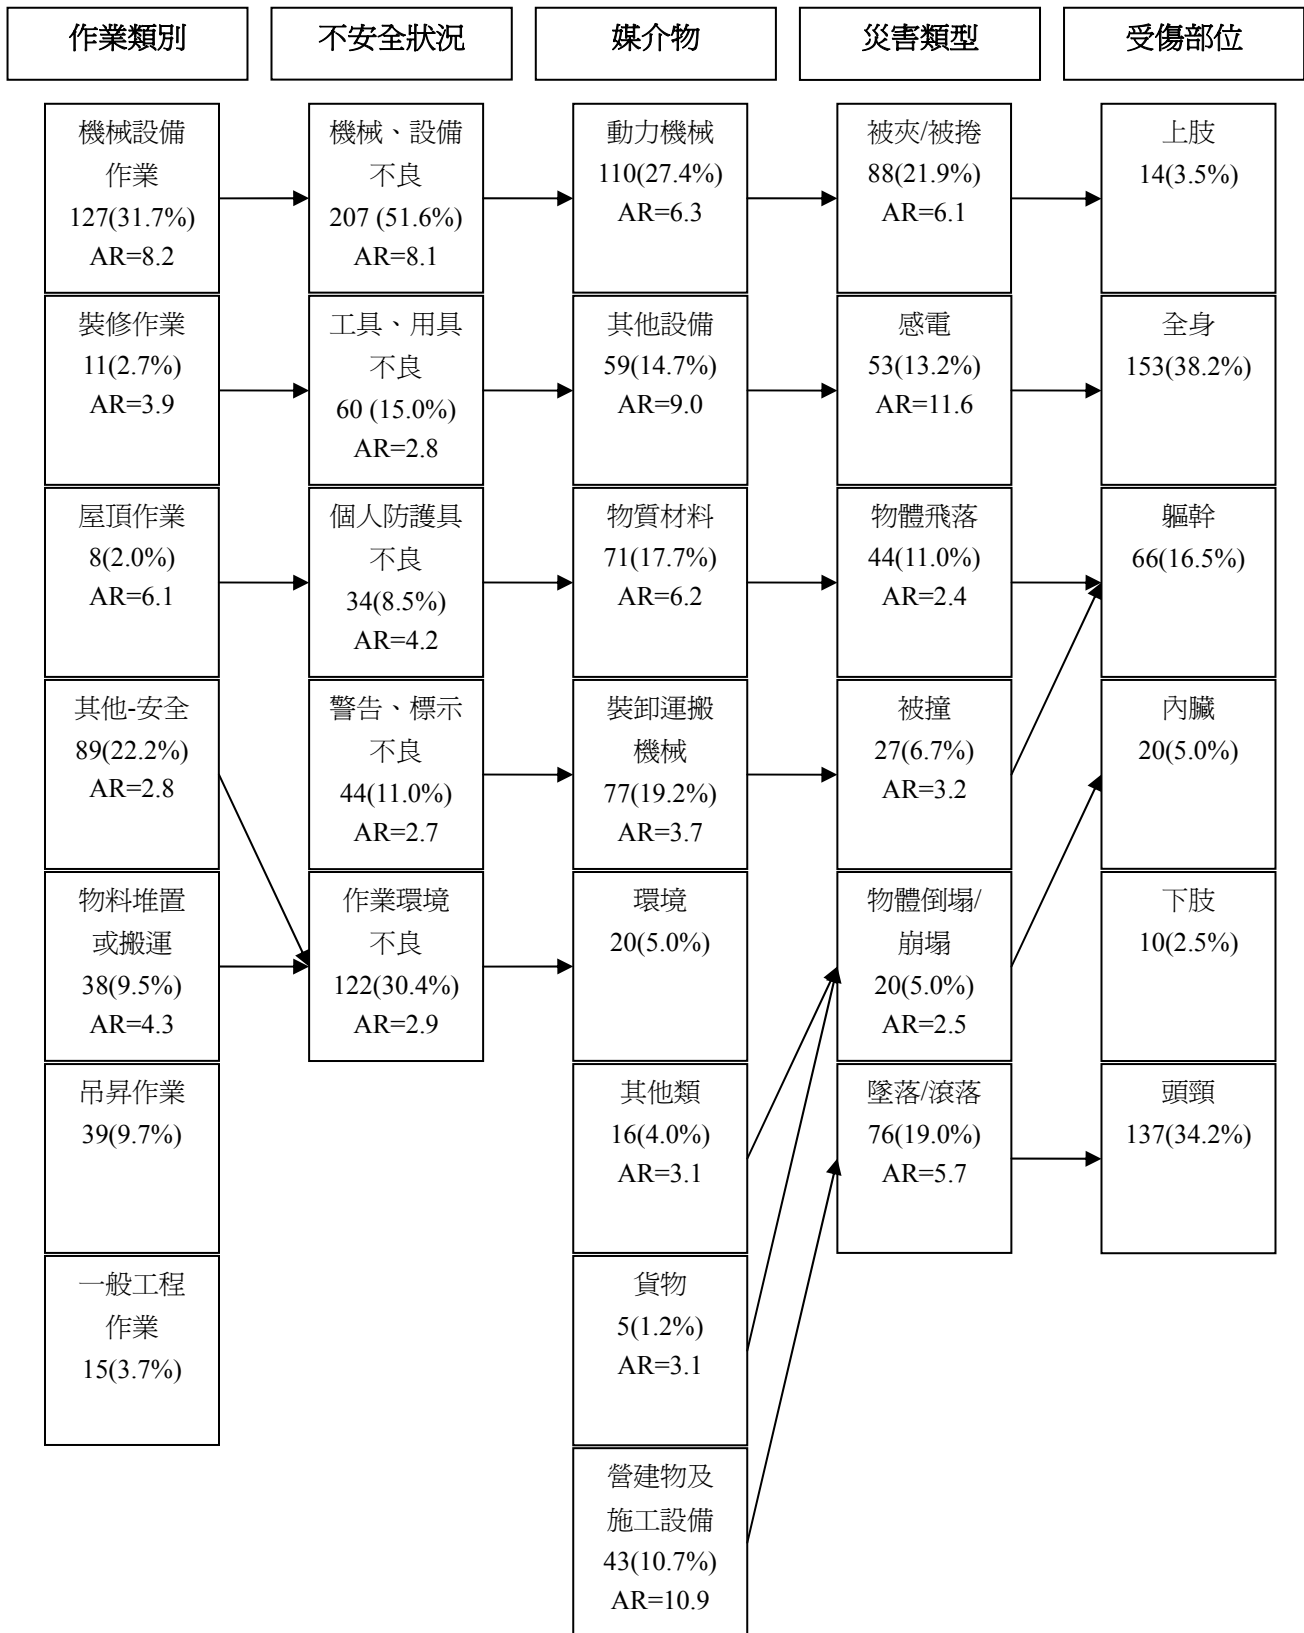 作業類別
不安全狀況
媒介物
災害類型
受傷部位
機械設備
作業
127(31.7%)
AR=8.2
裝修作業
11(2.7%)
AR=3.9
屋頂作業
8(2.0%)
AR=6.1
其他-安全
89(22.2%)
AR=2.8
物料堆置
或搬運
38(9.5%)
AR=4.3
吊昇作業
39(9.7%)
一般工程
作業
15(3.7%)
機械、設備
不良
207 (51.6%)
AR=8.1
工具、用具
不良
60 (15.0%)
AR=2.8
個人防護具
不良
34(8.5%)
AR=4.2
警告、標示
不良
44(11.0%)
AR=2.7
作業環境
不良
122(30.4%)
AR=2.9
動力機械
110(27.4%)
AR=6.3
其他設備
59(14.7%)
AR=9.0
物質材料
71(17.7%)
AR=6.2
裝卸運搬
機械
77(19.2%)
AR=3.7
環境
20(5.0%)
其他類
16(4.0%)
AR=3.1
貨物
5(1.2%)
AR=3.1
營建物及
施工設備
43(10.7%)
AR=10.9
被夾/被捲
88(21.9%)
AR=6.1
感電
53(13.2%)
AR=11.6
物體飛落
44(11.0%)
AR=2.4
被撞
27(6.7%)
AR=3.2
物體倒塌/
崩塌
20(5.0%)
AR=2.5
墜落/滾落
76(19.0%)
AR=5.7
上肢
14(3.5%)
全身
153(38.2%)
軀幹
66(16.5%)
內臟
20(5.0%)
下肢
10(2.5%)
頭頸
137(34.2%)